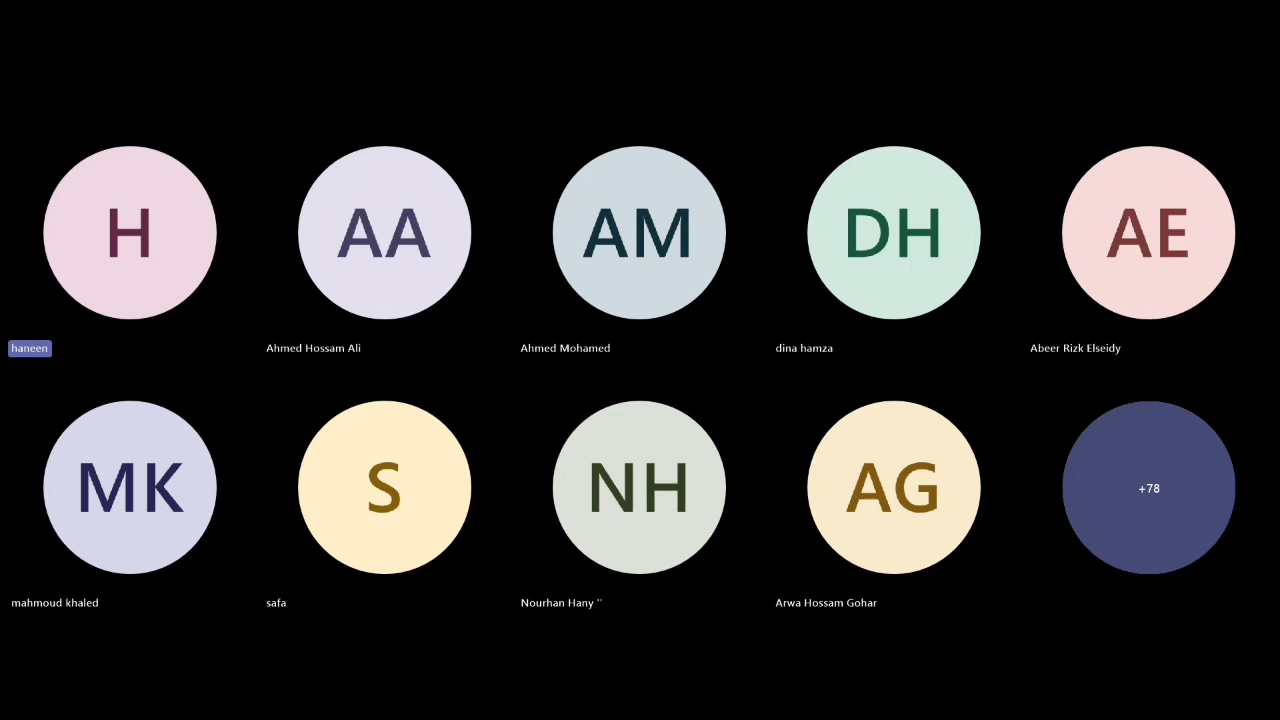 H
AA
AM
DH
AE
haneen
Ahmed Hossam Ali
Ahmed Mohamed
dina hamza
Abeer Rizk Elseidy
MK
S
NH
AG
+78
mahmoud khaled
safa
Nourhan Hany ''
Arwa Hossam Gohar